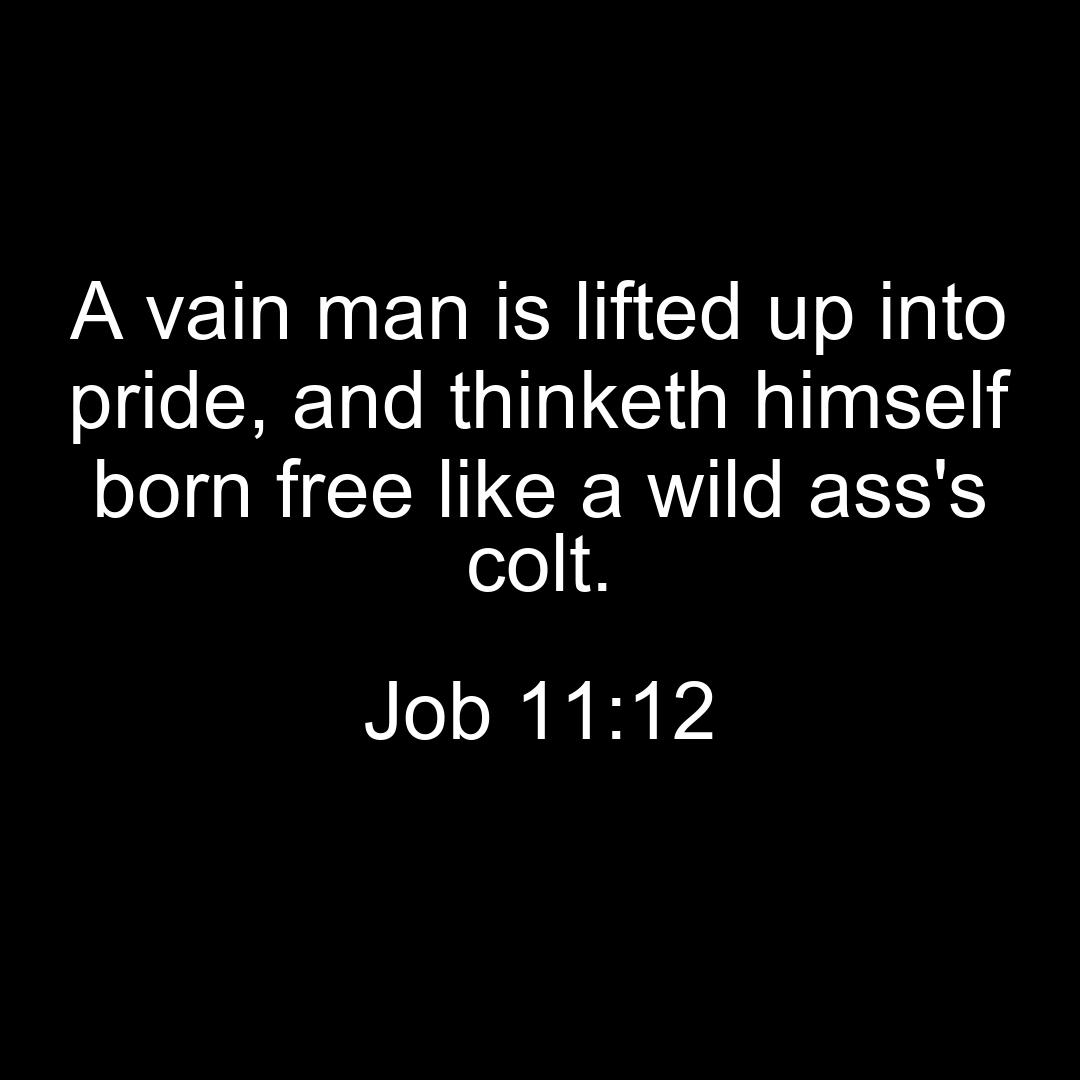 A vain man is lifted up into
pride, and thinketh himself
born free like a wild ass's
colt.
Job 11:12